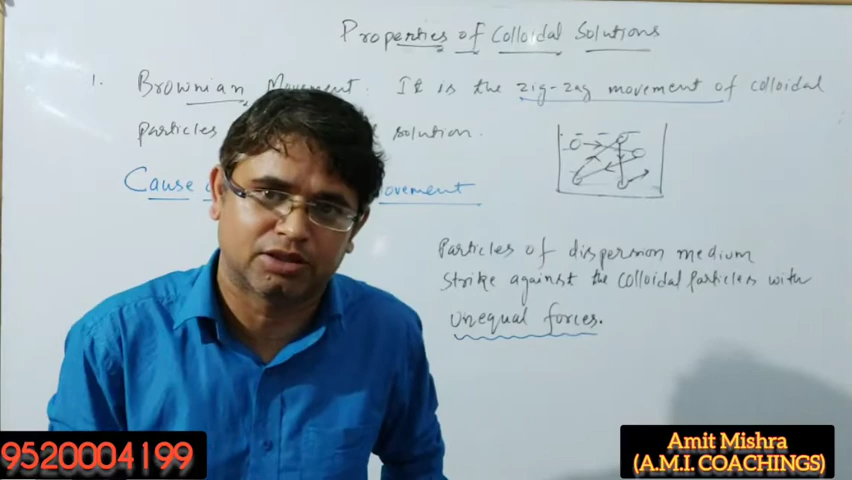 Properties of Colloidal Solutions
1. Brownian Movement. It is the zig-zag movement of colloidal
particles solution.
Cause ovement
Particles of dispersion medium
Strike against the colloidal particles with
unequal forces.
9520004199
Amit Mishra
(A.M.I. COACHINGS)